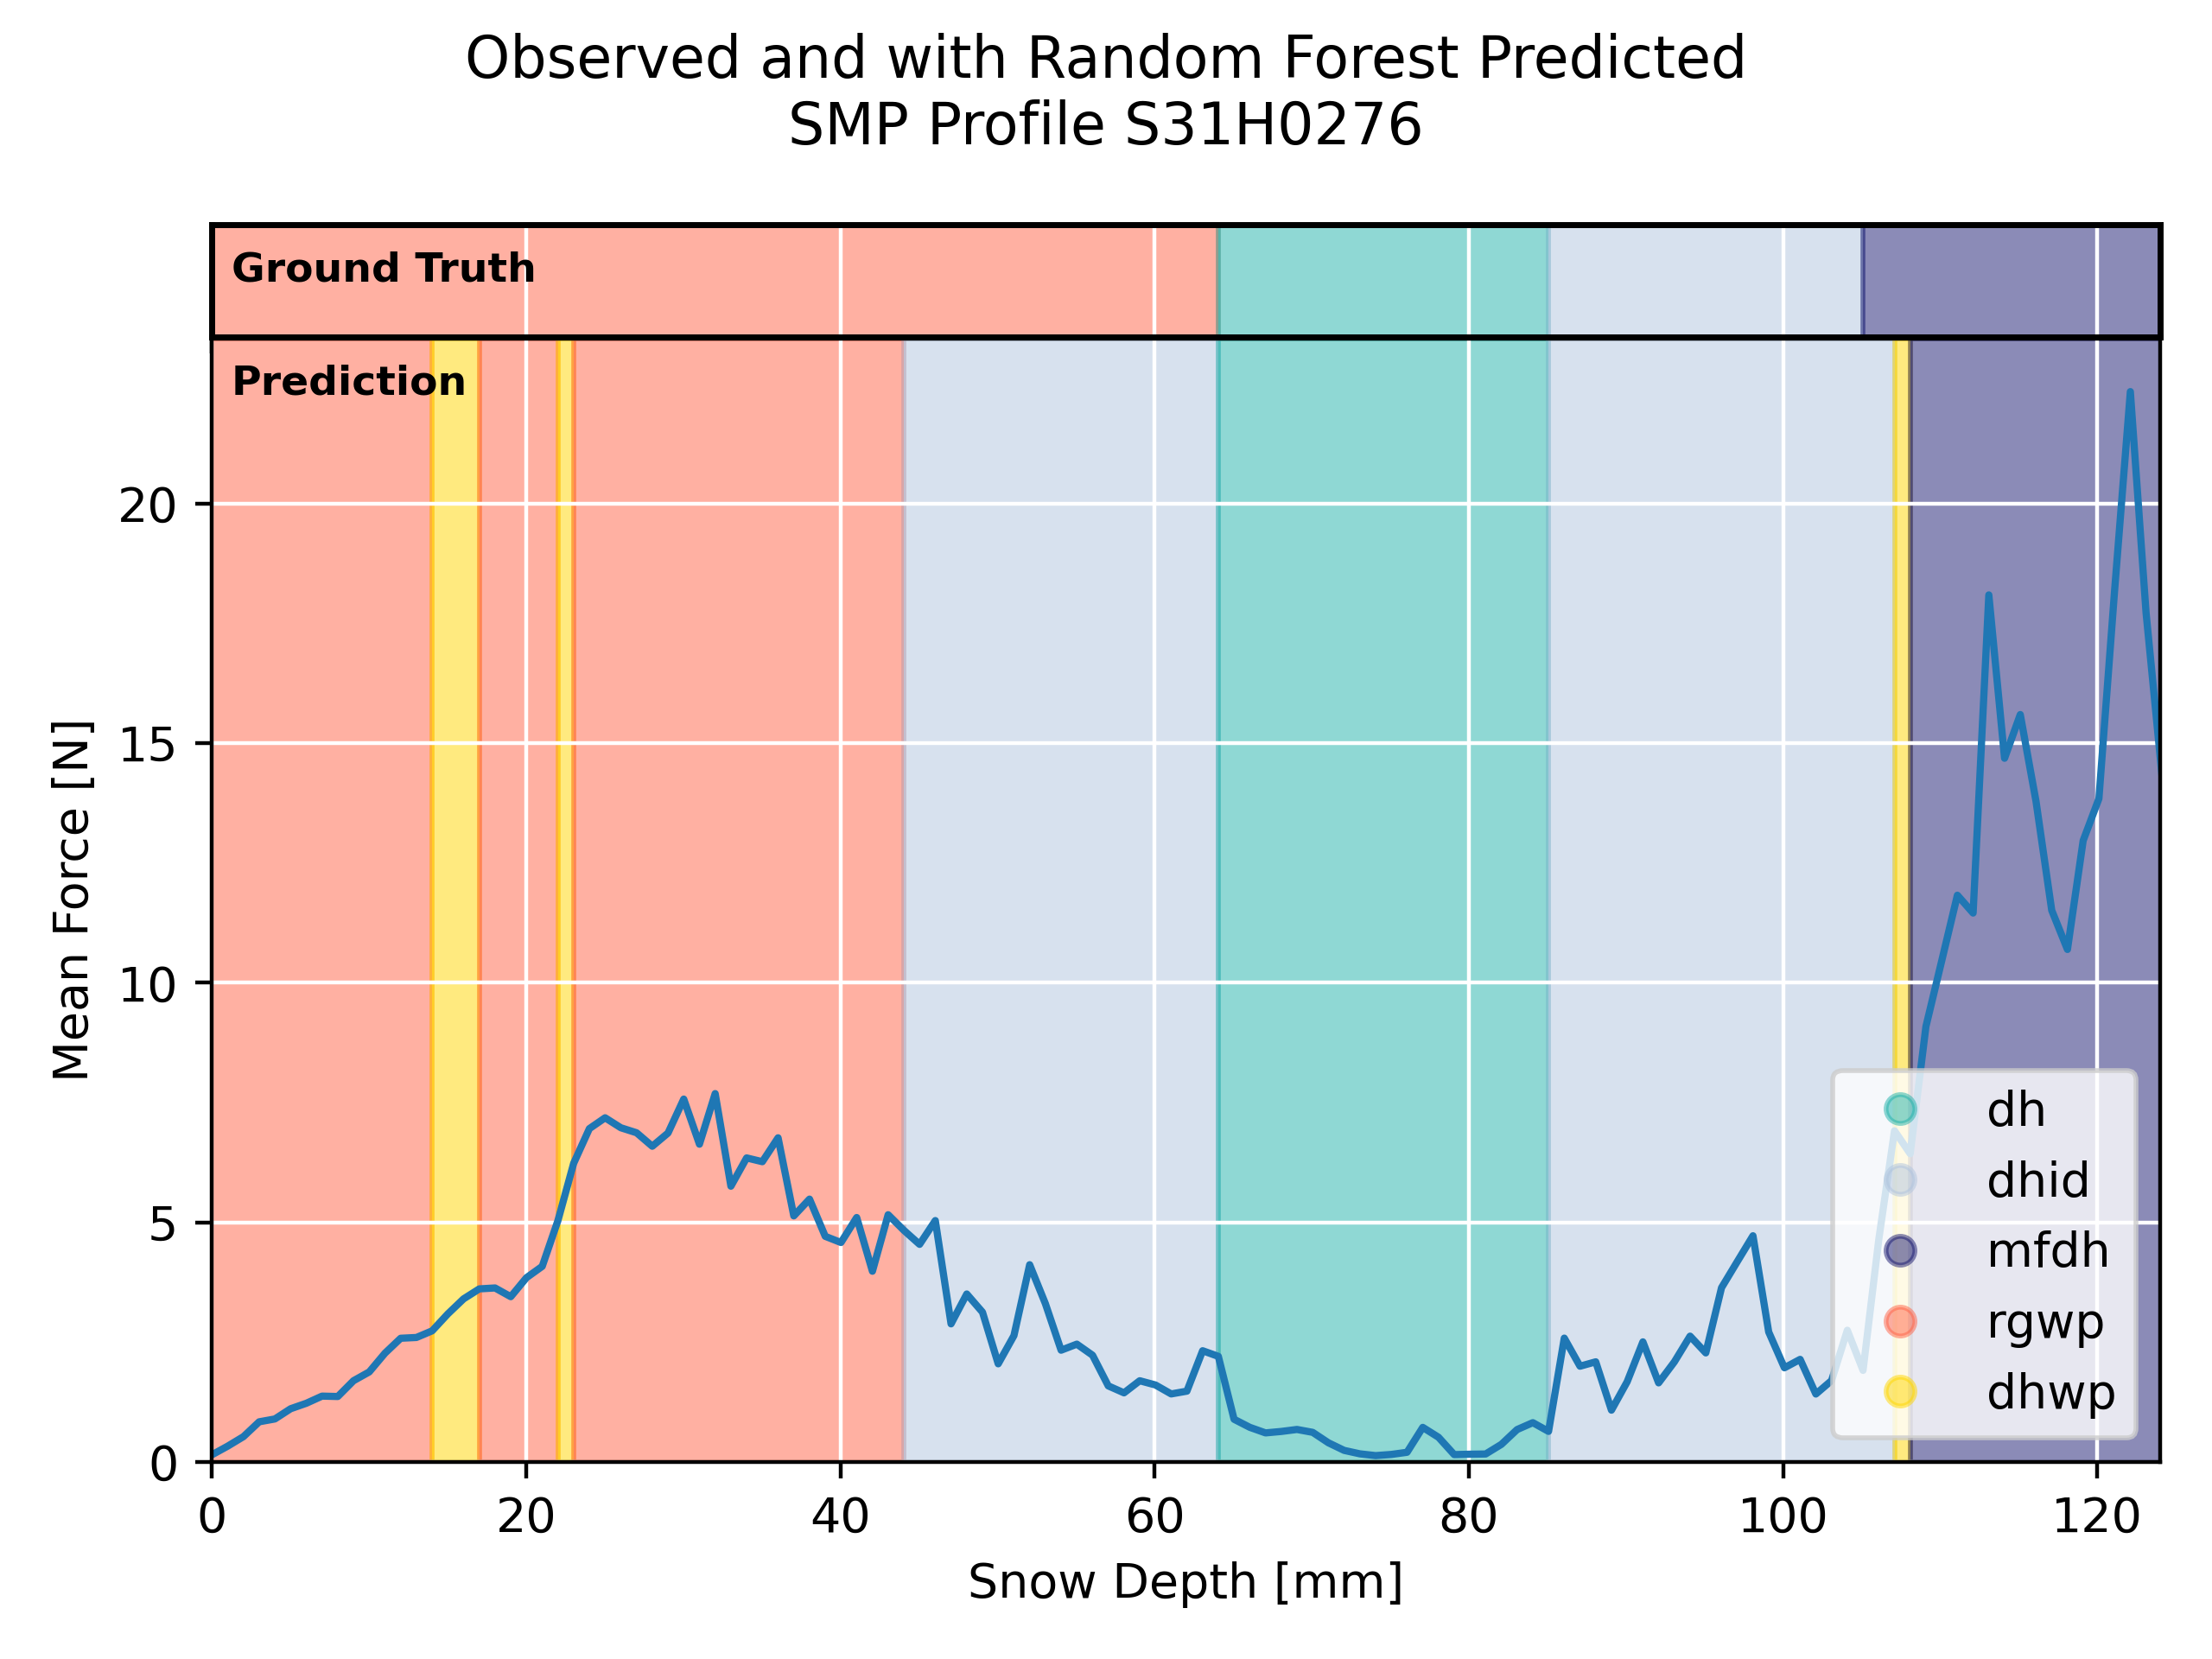 Observed and with Random Forest Predicted
SMP Profile S31H0276
Ground Truth
Prediction
20
15
10
5
0
Mean Force [N]
dh
dhid
mfdh
rgwp
dhwp
0 20 40 60 80 100 120
Snow Depth [mm]